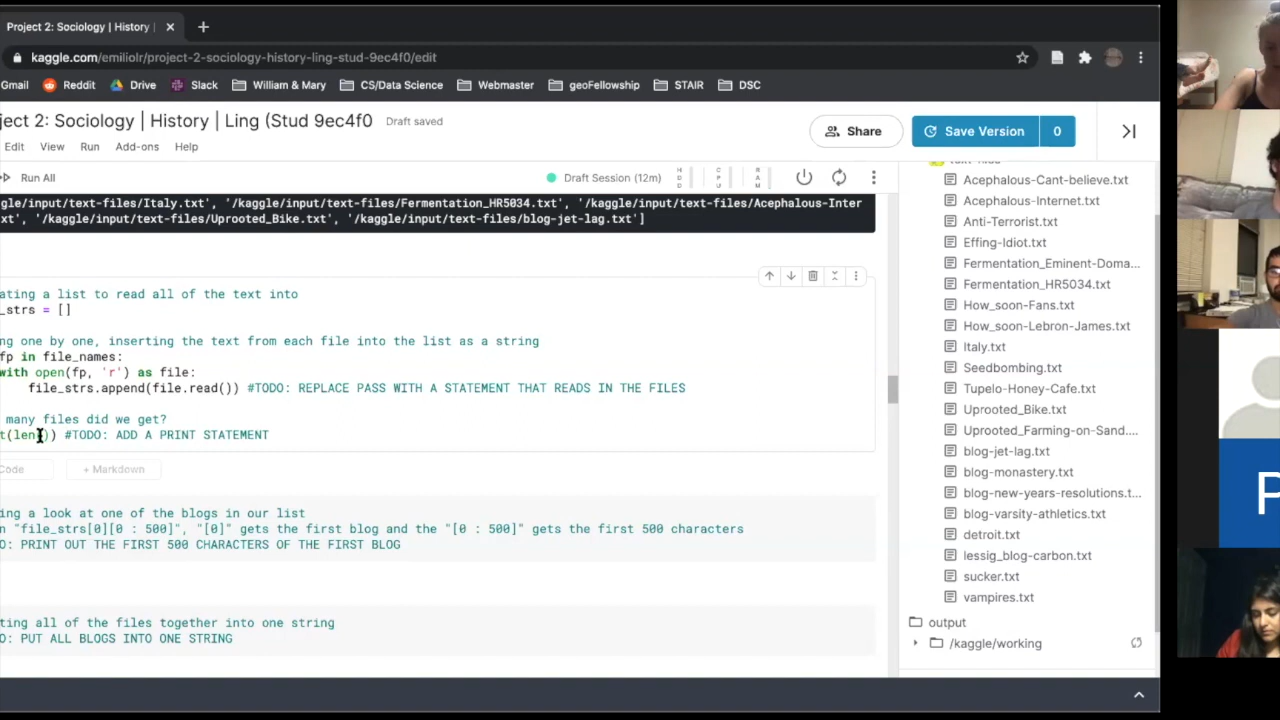 Project 2: Sociology | History |
kaggle.com/emiliolr/project-2-sociology-history-ling-stud-9ec4f0/edit
Gmail Reddit Drive Slack William & Mary CS/Data Science Webmaster geoFellowship STAIR DSC
ject 2: Sociology | History | Ling (Stud 9ec4f0 Draft saved
Share Save Version 0
Edit View Run Add-ons Help
Run All Draft Session (12m) HDD CPU RAM
gle/input/text-files/Italy.txt', '/kaggle/input/text-files/Fermentation_HR5034.txt', '/kaggle/input/text-files/Acephalous-Inter
xt', '/kaggle/input/text-files/Uprooted_Bike.txt', '/kaggle/input/text-files/blog-jet-lag.txt']
ating a list to read all of the text into
_strs = []
ng one by one, inserting the text from each file into the list as a string
fp in file_names:
with open(fp, 'r') as file:
file_strs.append(file.read()) #TODO: REPLACE PASS WITH A STATEMENT THAT READS IN THE FILES
many files did we get?
t(len()) #TODO: ADD A PRINT STATEMENT
Code + Markdown
ing a look at one of the blogs in our list
n "file_strs[0][0 : 500]", "[0]" gets the first blog and the "[0 : 500]" gets the first 500 characters
O: PRINT OUT THE FIRST 500 CHARACTERS OF THE FIRST BLOG
ting all of the files together into one string
O: PUT ALL BLOGS INTO ONE STRING
Acephalous-Cant-believe.txt
Acephalous-Internet.txt
Anti-Terrorist.txt
Effing-Idiot.txt
Fermentation_Eminent-Doma...
Fermentation_HR5034.txt
How_soon-Fans.txt
How_soon-Lebron-James.txt
Italy.txt
Seedbombing.txt
Tupelo-Honey-Cafe.txt
Uprooted_Bike.txt
Uprooted_Farming-on-Sand....
blog-jet-lag.txt
blog-monastery.txt
blog-new-years-resolutions.t...
blog-varsity-athletics.txt
detroit.txt
lessig_blog-carbon.txt
sucker.txt
vampires.txt
output
/kaggle/working
P